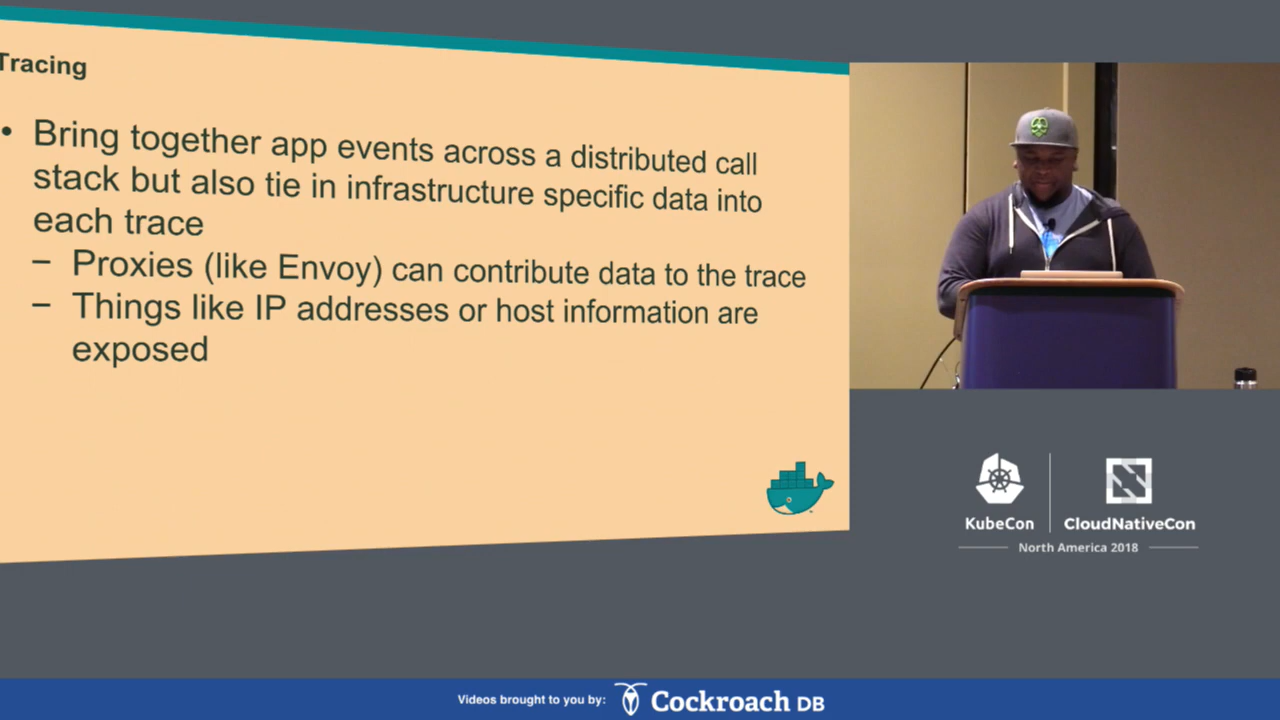 Tracing
• Bring together app events across a distributed call
stack but also tie in infrastructure specific data into
each trace
– Proxies (like Envoy) can contribute data to the trace
– Things like IP addresses or host information are
exposed
KubeCon
CloudNativeCon
North America 2018
Videos brought to you by:
Cockroach DB